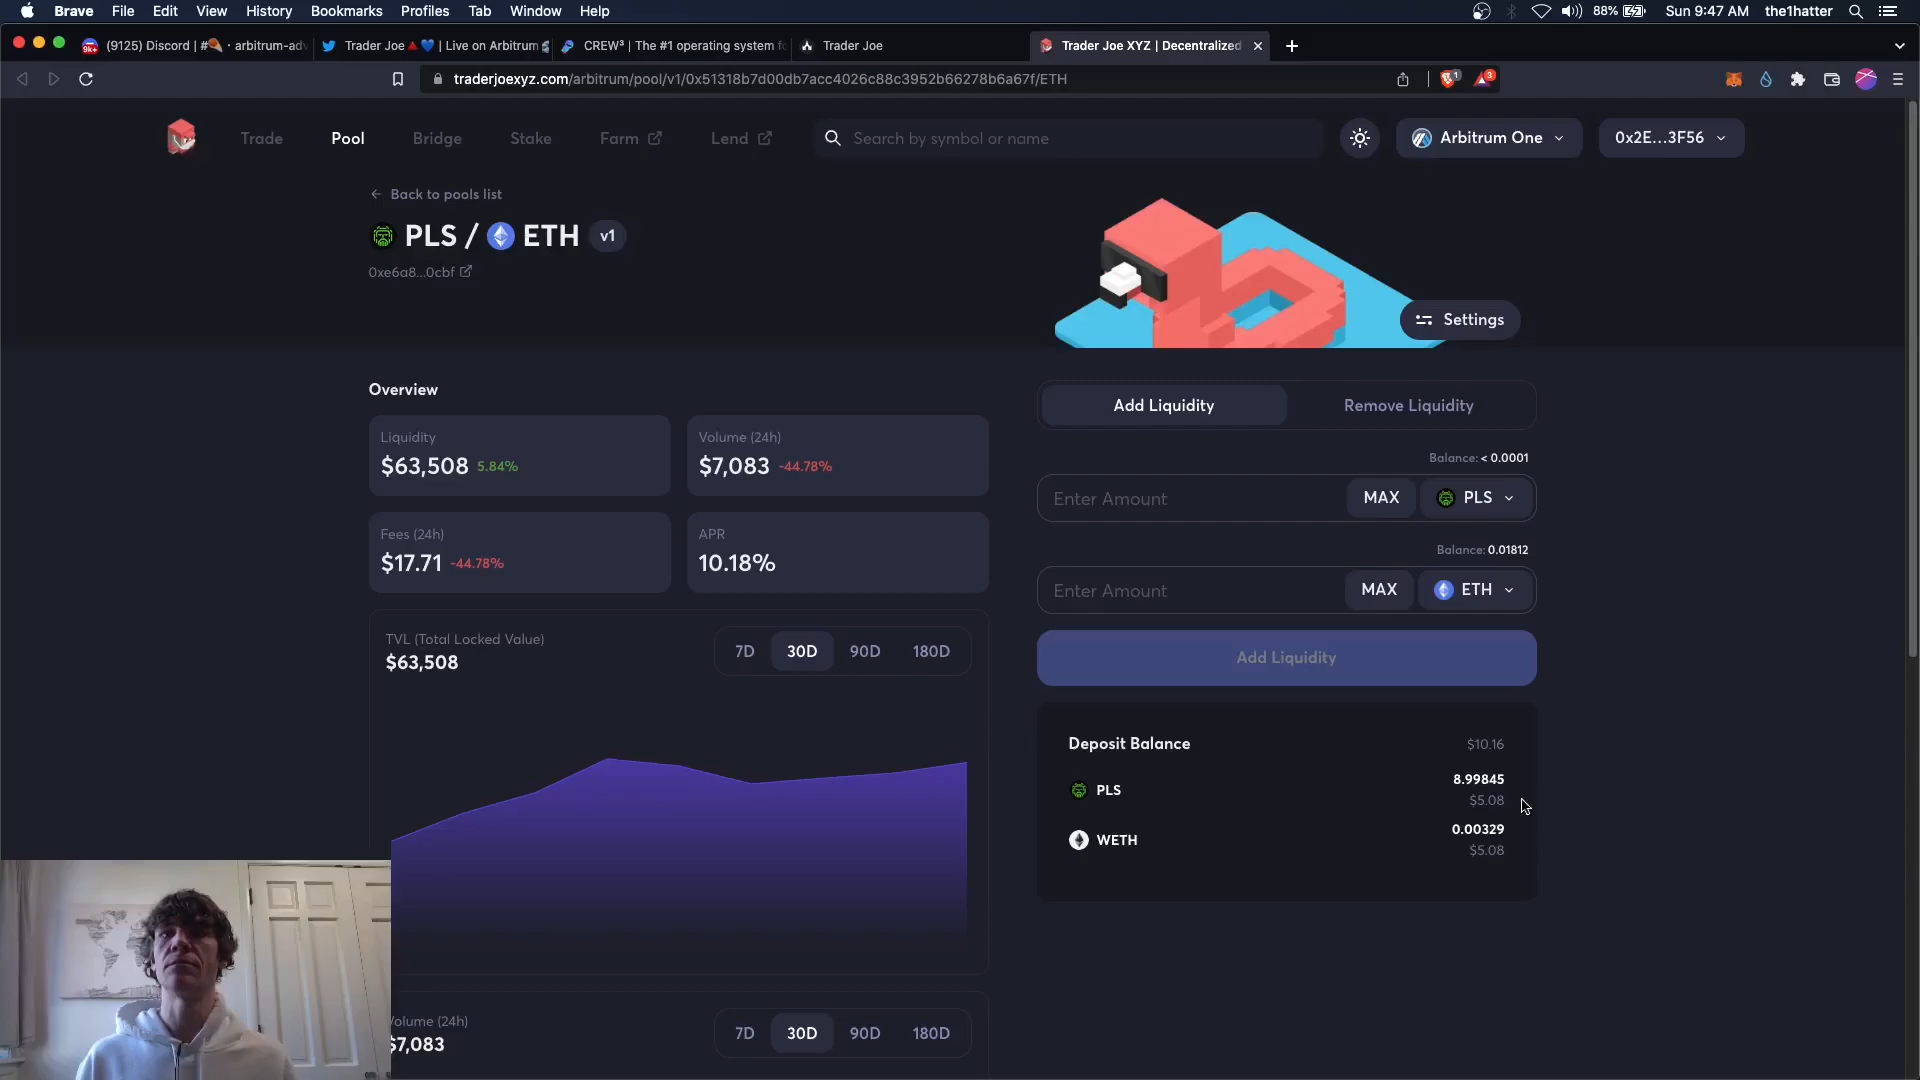 Brave File Edit View History Bookmarks Profiles Tab Window Help
88% Sun 9:47 AM the1hatter
9k+ (9125) Discord | # · arbitrum-adv
Trader Joe | Live on Arbitrum
CREW³ | The #1 operating system fo
Trader Joe
Trader Joe XYZ | Decentralized
traderjoexyz.com/arbitrum/pool/v1/0x51318b7d00db7acc4026c88c3952b66278b6a67f/ETH
1
3
Trade Pool Bridge Stake Farm Lend
Search by symbol or name
Arbitrum One
0x2E...3F56
Back to pools list
PLS / ETH v1
0xe6a8...0cbf
Settings
Overview
Liquidity
$63,508 5.84%
Volume (24h)
$7,083 -44.78%
Fees (24h)
$17.71 -44.78%
APR
10.18%
TVL (Total Locked Value)
$63,508
7D 30D 90D 180D
Volume (24h)
$7,083
7D 30D 90D 180D
Add Liquidity Remove Liquidity
Balance: < 0.0001
Enter Amount MAX PLS
Balance: 0.01812
Enter Amount MAX ETH
Add Liquidity
Deposit Balance $10.16
PLS 8.99845
$5.08
WETH 0.00329
$5.08